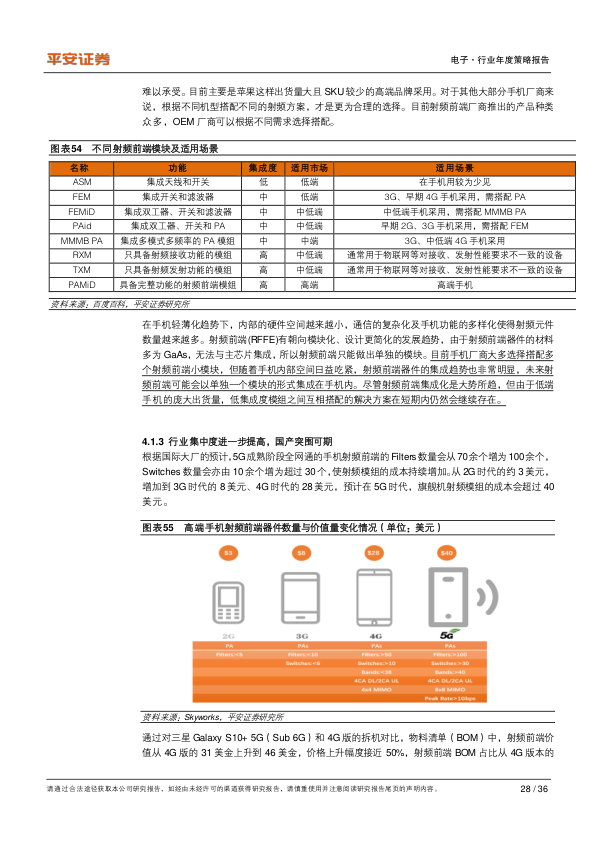 平安证券
电子·行业年度策略报告
难以承受。目前主要是苹果这样出货量大且 SKU 较少的高端品牌采用。对于其他大部分手机厂商来
说，根据不同机型搭配不同的射频方案，才是更为合理的选择。目前射频前端厂商推出的产品种类
众多，OEM 厂商可以根据不同需求选择搭配。
图表54 不同射频前端模块及适用场景
名称 功能 集成度 适用市场 适用场景
ASM 集成天线和开关 低 低端 在手机用较为少见
FEM 集成开关和滤波器 中 低端 3G、早期 4G 手机采用，需搭配 PA
FEMiD 集成双工器、开关和滤波器 中 中低端 中低端手机采用，需搭配 MMMB PA
PAid 集成双工器、开关和 PA 中 中低端 早期 2G、3G 手机采用，需搭配 FEM
MMMB PA 集成多模式多频率的 PA 模组 中 中端 3G、中低端 4G 手机采用
RXM 只具备射频接收功能的模组 高 中低端 通常用于物联网等对接收、发射性能要求不一致的设备
TXM 只具备射频发射功能的模组 高 中低端 通常用于物联网等对接收、发射性能要求不一致的设备
PAMiD 具备完整功能的射频前端模组 高 高端 高端手机
资料来源：百度百科，平安证券研究所
在手机轻薄化趋势下，内部的硬件空间越来越小，通信的复杂化及手机功能的多样化使得射频元件
数量越来越多。射频前端(RFFE)有朝向模块化、设计更简化的发展趋势，由于射频前端器件的材料
多为 GaAs，无法与主芯片集成，所以射频前端只能做出单独的模块。目前手机厂商大多选择搭配多
个射频前端小模块，但随着手机内部空间日益吃紧，射频前端器件的集成趋势也非常明显，未来射
频前端可能会以单独一个模块的形式集成在手机内。尽管射频前端集成化是大势所趋，但由于低端
手机的庞大出货量，低集成度模组之间互相搭配的解决方案在短期内仍然会继续存在。
4.1.3 行业集中度进一步提高，国产突围可期
根据国际大厂的预计，5G成熟阶段全网通的手机射频前端的 Filters数量会从70余个增为100余个，
Switches 数量会亦由 10 余个增为超过 30 个，使射频模组的成本持续增加。从 2G 时代的约 3 美元，
增加到 3G 时代的 8 美元、4G 时代的 28 美元，预计在 5G 时代，旗舰机射频模组的成本会超过 40
美元。
图表55 高端手机射频前端器件数量与价值量变化情况（单位：美元）
$3 $8 $28 $40
2G 3G 4G 5G
PA PAs PAs PAs
Filters:<5 Filters:>10 Filters:>50 Filters:>100
Switches:<6 Switches:>10 Switches:>30
Bands:<38 Bands:>40
4CA DL/2CA UL 4CA DL/2CA UL
4x4 MIMO 8x8 MIMO
Peak Rate>1Gbps
资料来源：Skyworks，平安证券研究所
通过对三星 Galaxy S10+ 5G（Sub 6G）和 4G 版的拆机对比，物料清单（BOM）中，射频前端价
值从 4G 版的 31 美金上升到 46 美金，价格上升幅度接近 50%，射频前端 BOM 占比从 4G 版本的
请通过合法途径获取本公司研究报告，如经由未经许可的渠道获得研究报告，请慎重使用并注意阅读研究报告尾页的声明内容。
28 / 36